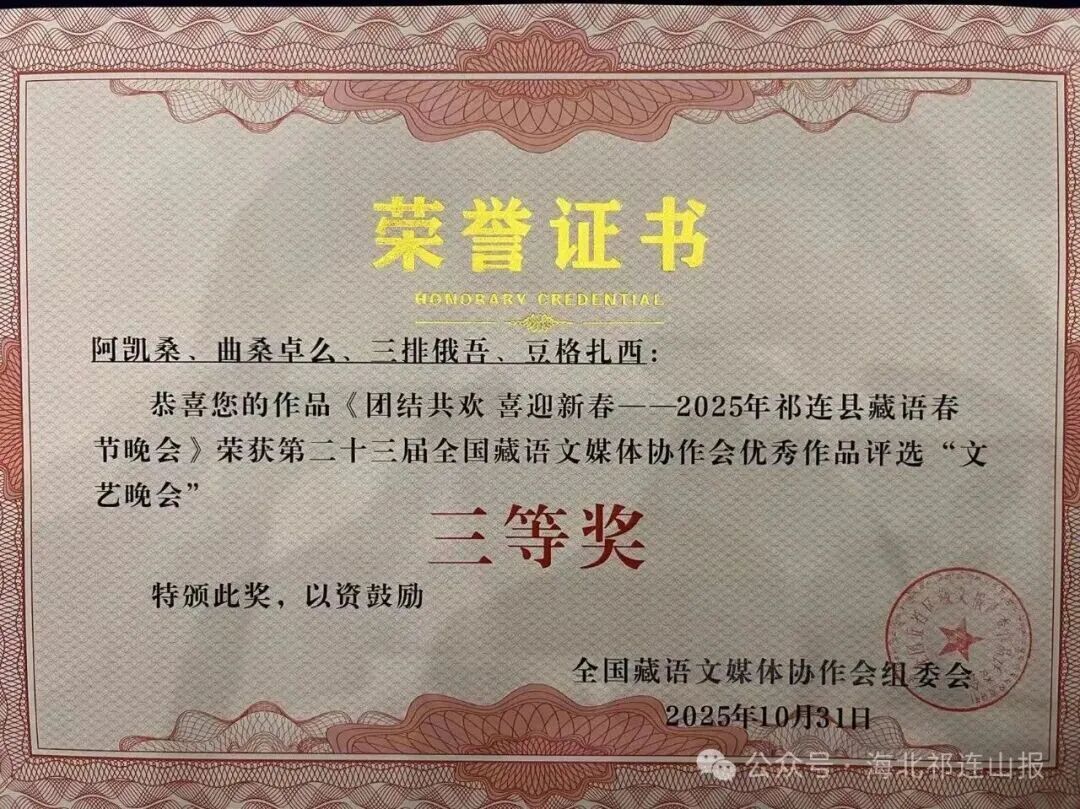 荣誉证书
HONORARY CREDENTIAL
阿凯桑、曲桑卓么、三排俄吾、豆格扎西：
恭喜您的作品《团结共欢 喜迎新春——2025年祁连县藏语春
节晚会》荣获第二十三届全国藏语文媒体协作会优秀作品评选“文
艺晚会”
三等奖
特颁此奖，以资鼓励
全国藏语文媒体协作会组委会
2025年10月31日
公众号·海北祁连山报